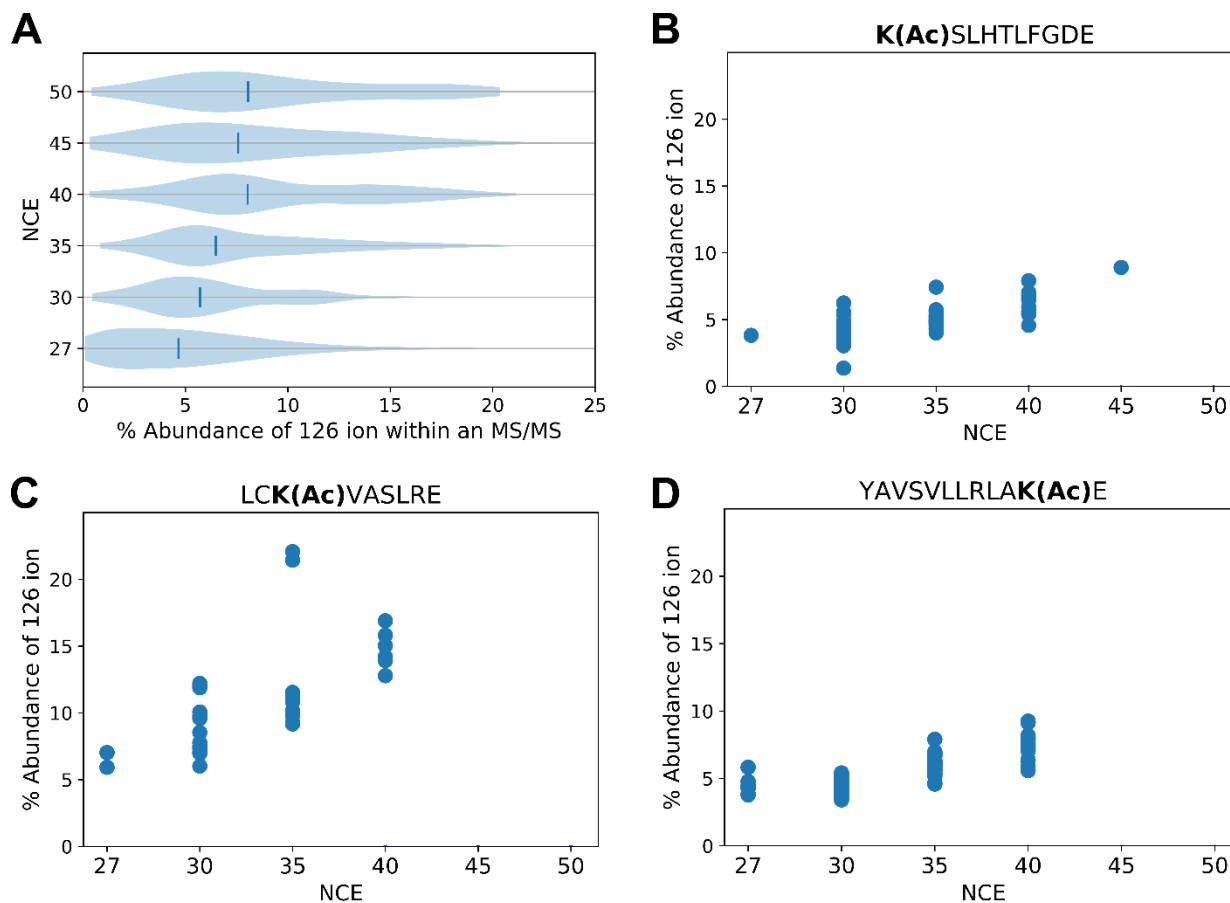 A
NCE
50
45
40
35
30
27
0 5 10 15 20 25
% Abundance of 126 ion within an MS/MS
B
K(Ac)SLHTLFGDE
% Abundance of 126 ion
20
15
10
5
0
27 30 35 40 45 50
NCE
C
LCK(Ac)VASLRE
% Abundance of 126 ion
20
15
10
5
0
27 30 35 40 45 50
NCE
D
YAVSVLLRLAK(Ac)E
% Abundance of 126 ion
20
15
10
5
0
27 30 35 40 45 50
NCE